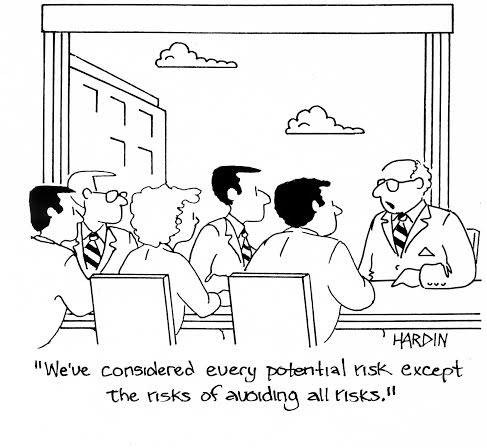 HARDIN
"We've considered every potential risk except
the risks of avoiding all risks."